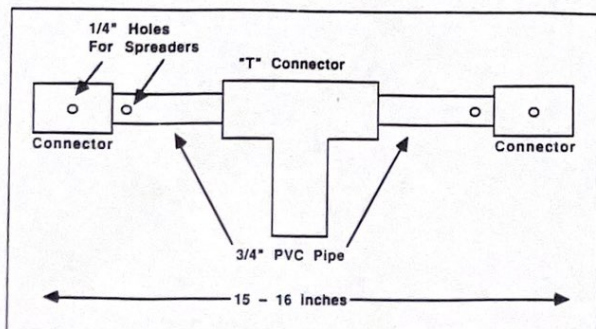 1/4" Holes
For Spreaders
"T" Connector
Connector
Connector
3/4" PVC Pipe
15 - 16 inches